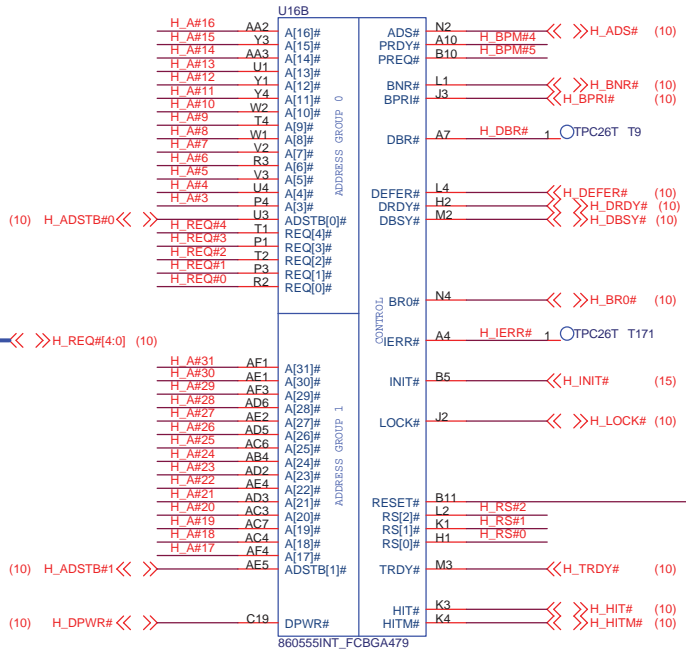 U16B
H_A#16 AA2 A[16]# ADS# N2 H_ADS# (10)
H_A#15 Y3 A[15]# PRDY# A10 H_BPM#4
H_A#14 AA3 A[14]# PREQ# B10 H_BPM#5
H_A#13 U1 A[13]#
H_A#12 Y1 A[12]# BNR# L1 H_BNR# (10)
H_A#11 Y4 A[11]# BPRI# J3 H_BPRI# (10)
H_A#10 W2 A[10]#
H_A#9 T4 A[9]#
H_A#8 W1 A[8]# DBR# A7 H_DBR# 1 TPC26T T9
H_A#7 V2 A[7]#
H_A#6 R3 A[6]#
H_A#5 V3 A[5]#
H_A#4 U4 A[4]# DEFER# L4 H_DEFER# (10)
H_A#3 P4 A[3]# DRDY# H2 H_DRDY# (10)
(10) H_ADSTB#0 U3 ADSTB[0]# DBSY# M2 H_DBSY# (10)
H_REQ#4 T1 REQ[4]#
H_REQ#3 P1 REQ[3]#
H_REQ#2 T2 REQ[2]#
H_REQ#1 P3 REQ[1]#
H_REQ#0 R2 REQ[0]#
ADDRESS GROUP 0
BR0# N4 H_BR0# (10)
CONTROL
H_REQ#[4:0] (10)
IERR# A4 H_IERR# 1 TPC26T T171
H_A#31 AF1 A[31]#
H_A#30 AE1 A[30]# INIT# B5 H_INIT# (15)
H_A#29 AF3 A[29]#
H_A#28 AD6 A[28]#
H_A#27 AE2 A[27]# LOCK# J2 H_LOCK# (10)
H_A#26 AD5 A[26]#
H_A#25 AC6 A[25]#
H_A#24 AB4 A[24]#
H_A#23 AD2 A[23]#
H_A#22 AE4 A[22]#
H_A#21 AD3 A[21]# RESET# B11
H_A#20 AC3 A[20]# RS[2]# L2 H_RS#2
H_A#19 AC7 A[19]# RS[1]# K1 H_RS#1
H_A#18 AC4 A[18]# RS[0]# H1 H_RS#0
H_A#17 AF4 A[17]#
(10) H_ADSTB#1 AE5 ADSTB[1]# TRDY# M3 H_TRDY# (10)
ADDRESS GROUP 1
HIT# K3 H_HIT# (10)
(10) H_DPWR# C19 DPWR# HITM# K4 H_HITM# (10)
860555INT_FCBGA479